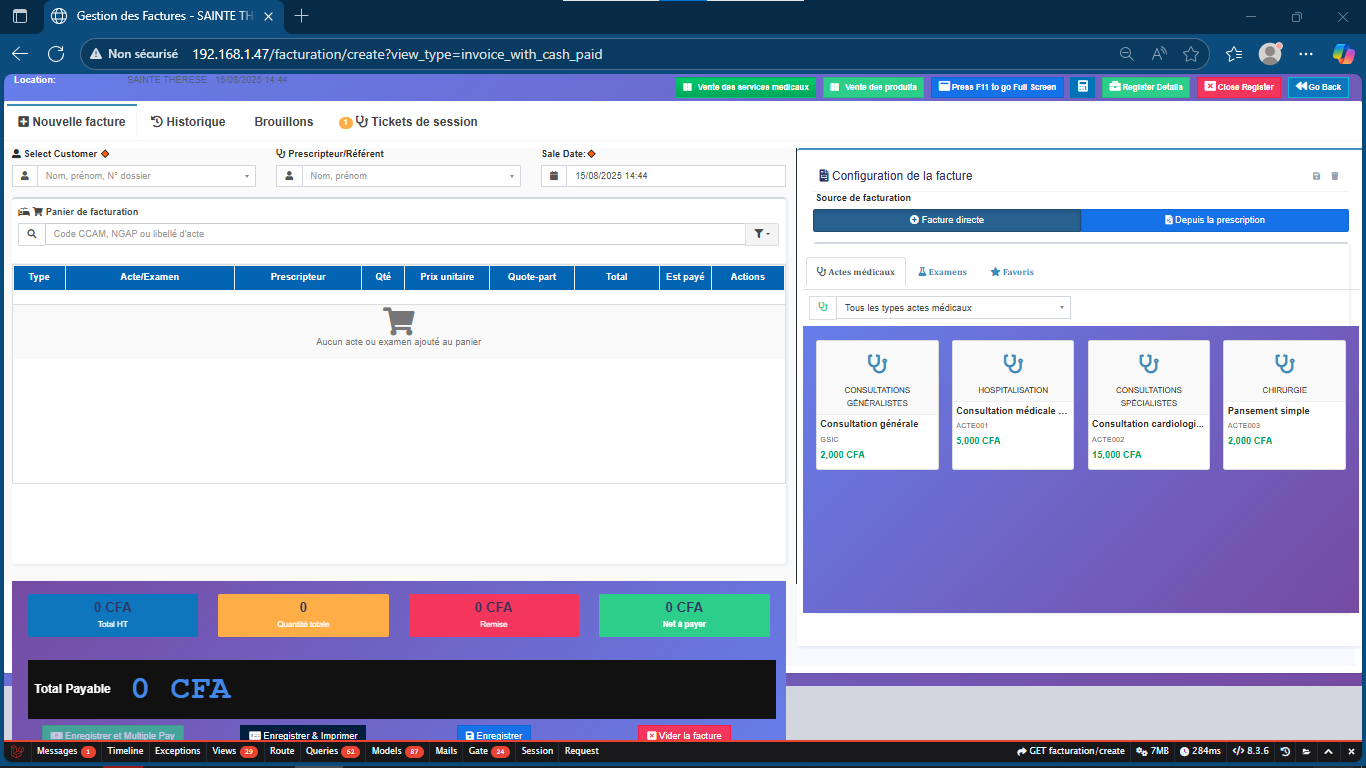 Gestion des Factures - SAINTE TH
Non sécurisé 192.168.1.47/facturation/create?view_type=invoice_with_cash_paid
Location: SAINTE THERESE 15/08/2025 14:44
Vente des services medicaux
Vente des produits
Press F11 to go Full Screen
Register Details
Close Register
Go Back
Nouvelle facture
Historique
Brouillons
1 Tickets de session
Select Customer
Prescripteur/Référent
Sale Date:
Nom, prénom, N° dossier
Nom, prénom
15/08/2025 14:44
Panier de facturation
Code CCAM, NGAP ou libellé d'acte
Type Acte/Examen Prescripteur Qté Prix unitaire Quote-part Total Est payé Actions
Aucun acte ou examen ajouté au panier
0 CFA
Total HT
0
Quantité totale
0 CFA
Remise
0 CFA
Net à payer
Total Payable 0 CFA
Enregistrer et Multiple Pay
Enregistrer & Imprimer
Enregistrer
Vider la facture
Configuration de la facture
Source de facturation
Facture directe
Depuis la prescription
Actes médicaux
Examens
Favoris
Tous les types actes médicaux
CONSULTATIONS
GÉNÉRALISTES
Consultation générale
GSIC
2,000 CFA
HOSPITALISATION
Consultation médicale ...
ACTE001
5,000 CFA
CONSULTATIONS
SPÉCIALISTES
Consultation cardiologi...
ACTE002
15,000 CFA
CHIRURGIE
Pansement simple
ACTE003
2,000 CFA
Messages 1 Timeline Exceptions Views 29 Route Queries 62 Models 87 Mails Gate 24 Session Request
GET facturation/create 7MB 284ms 8.3.6